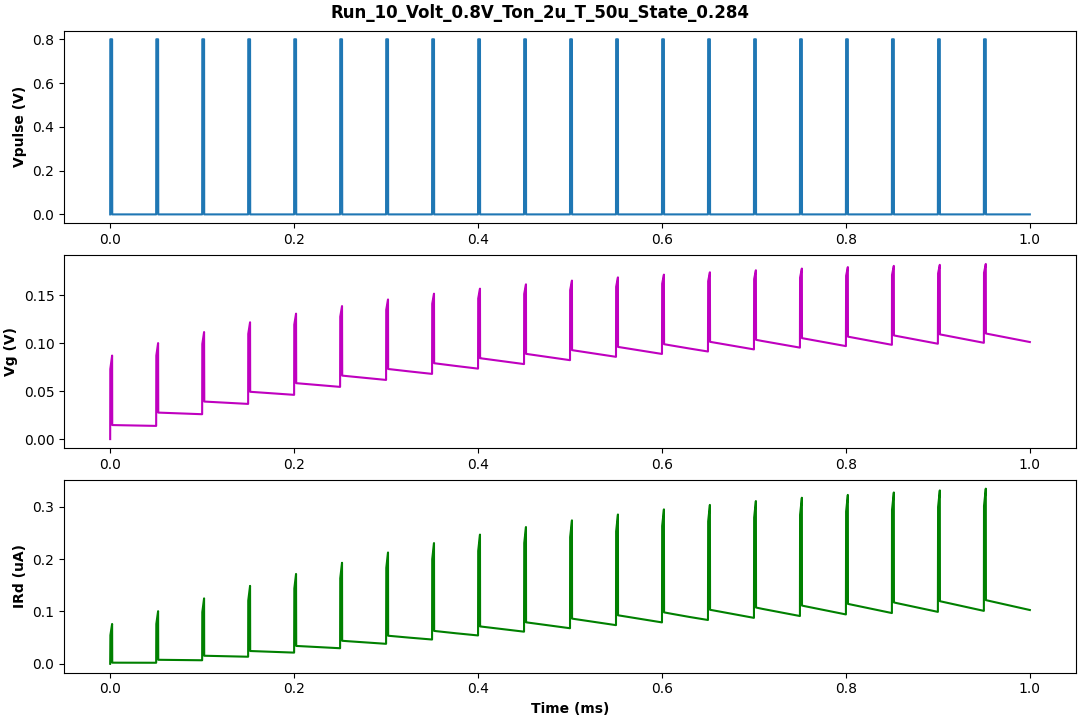 Run_10_Volt_0.8V_Ton_2u_T_50u_State_0.284
Vpulse (V)
0.8
0.6
0.4
0.2
0.0
0.0 0.2 0.4 0.6 0.8 1.0
Vg (V)
0.15
0.10
0.05
0.00
0.0 0.2 0.4 0.6 0.8 1.0
IRd (uA)
0.3
0.2
0.1
0.0
0.0 0.2 0.4 0.6 0.8 1.0
Time (ms)